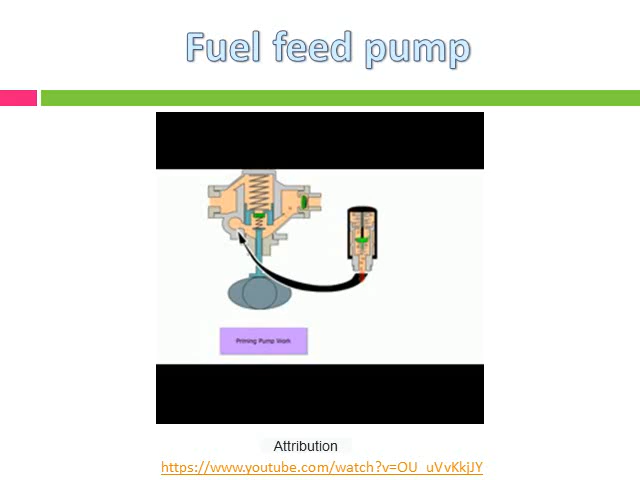 Fuel feed pump
Priming Pump Work
Attribution
https://www.youtube.com/watch?v=OU_uVvKkjJY